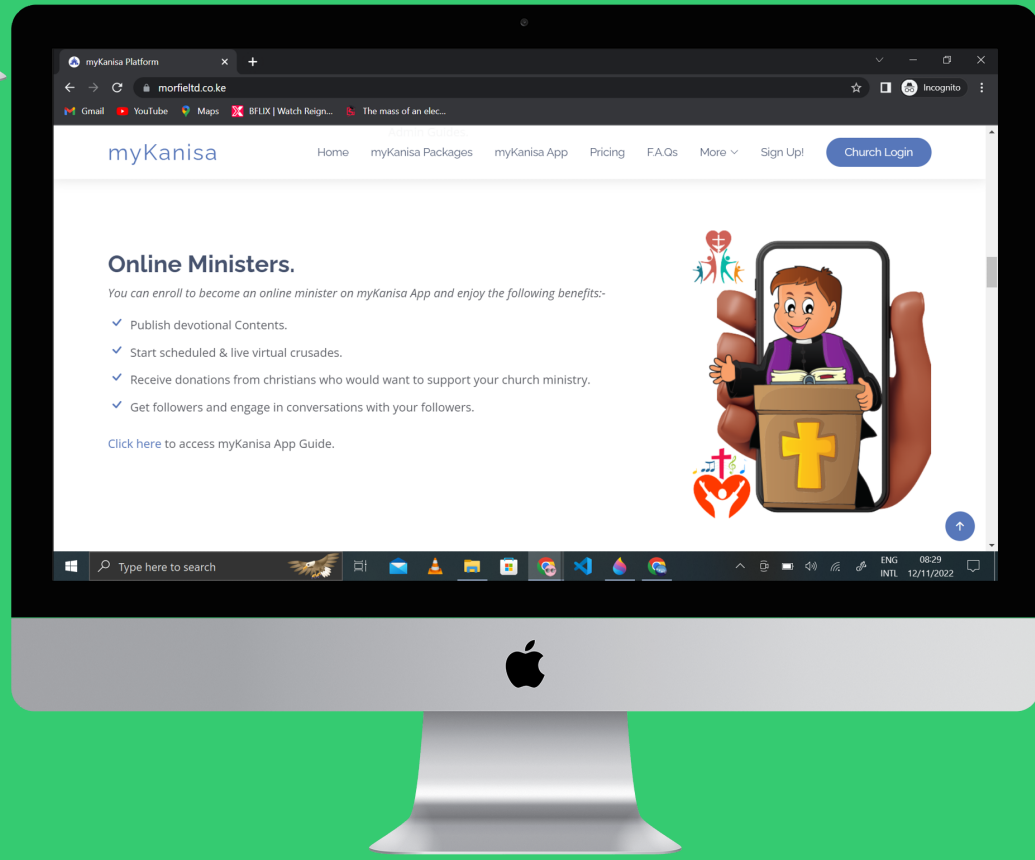 myKanisa Platform
morfieltd.co.ke
Incognito
Gmail YouTube Maps BFLIX | Watch Reign... The mass of an elec...
Admin Guides.
myKanisa Home myKanisa Packages myKanisa App Pricing F.A.Qs More Sign Up! Church Login
Online Ministers.
You can enroll to become an online minister on myKanisa App and enjoy the following benefits:-
Publish devotional Contents.
Start scheduled & live virtual crusades.
Receive donations from christians who would want to support your church ministry.
Get followers and engage in conversations with your followers.
Click here to access myKanisa App Guide.
Type here to search
ENG 08:29
INTL 12/11/2022